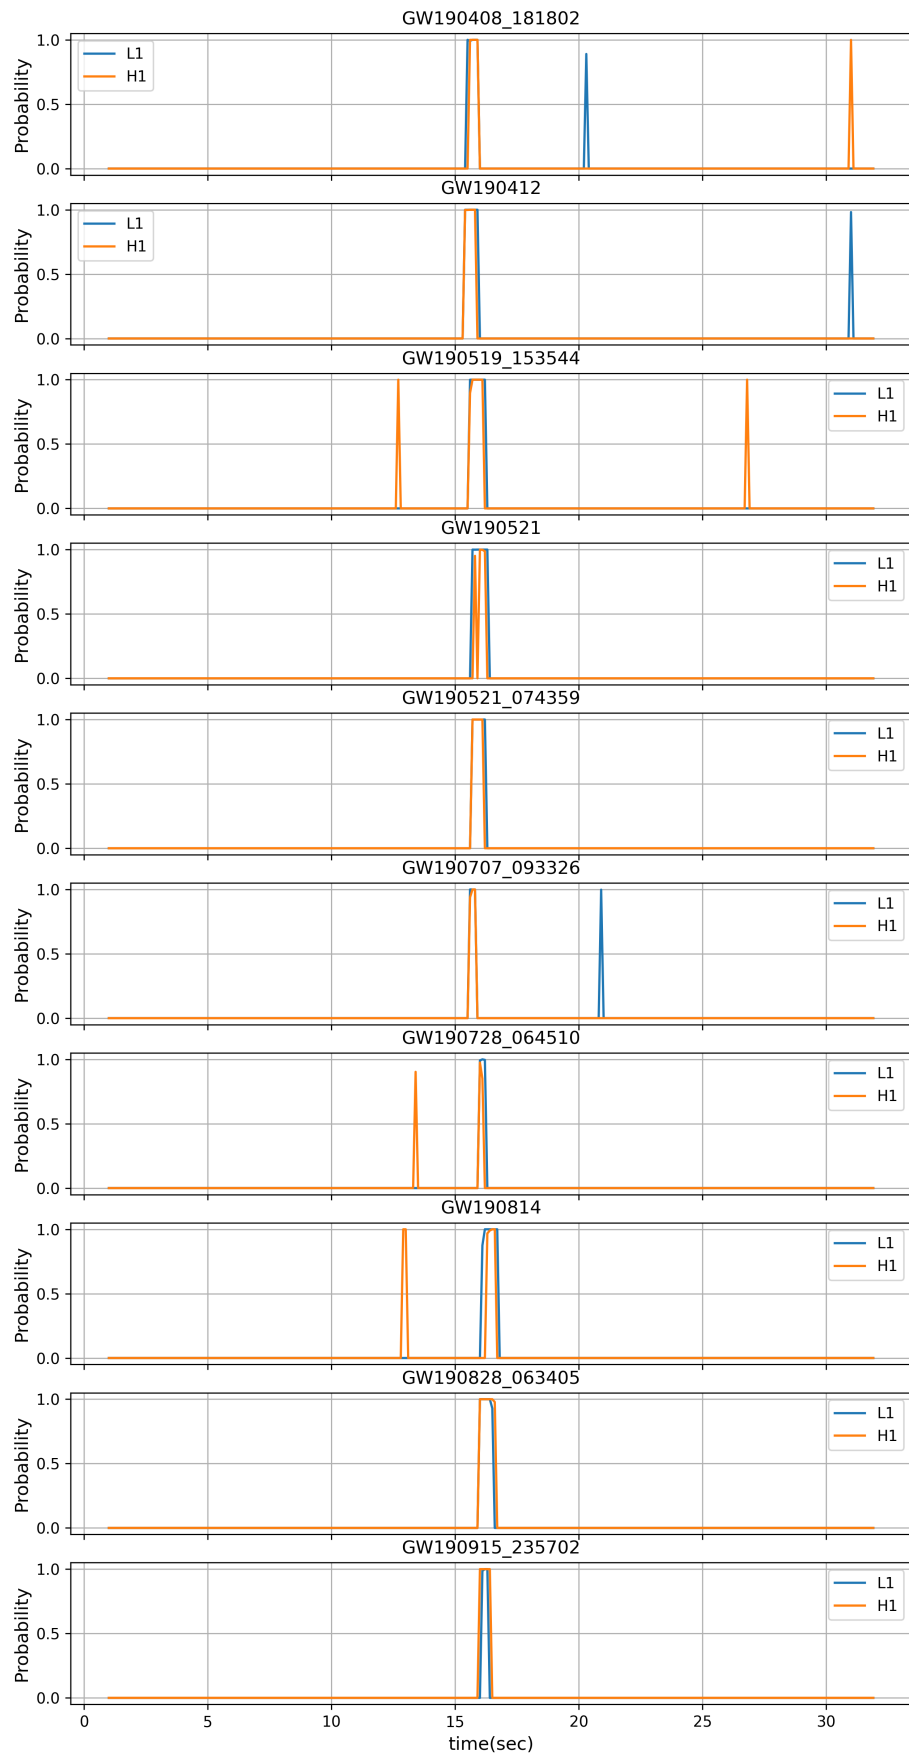 GW190408_181802
Probability
1.0
0.5
0.0
L1
H1
GW190412
Probability
1.0
0.5
0.0
L1
H1
GW190519_153544
Probability
1.0
0.5
0.0
L1
H1
GW190521
Probability
1.0
0.5
0.0
L1
H1
GW190521_074359
Probability
1.0
0.5
0.0
L1
H1
GW190707_093326
Probability
1.0
0.5
0.0
L1
H1
GW190728_064510
Probability
1.0
0.5
0.0
L1
H1
GW190814
Probability
1.0
0.5
0.0
L1
H1
GW190828_063405
Probability
1.0
0.5
0.0
L1
H1
GW190915_235702
Probability
1.0
0.5
0.0
L1
H1
0 5 10 15 20 25 30
time(sec)